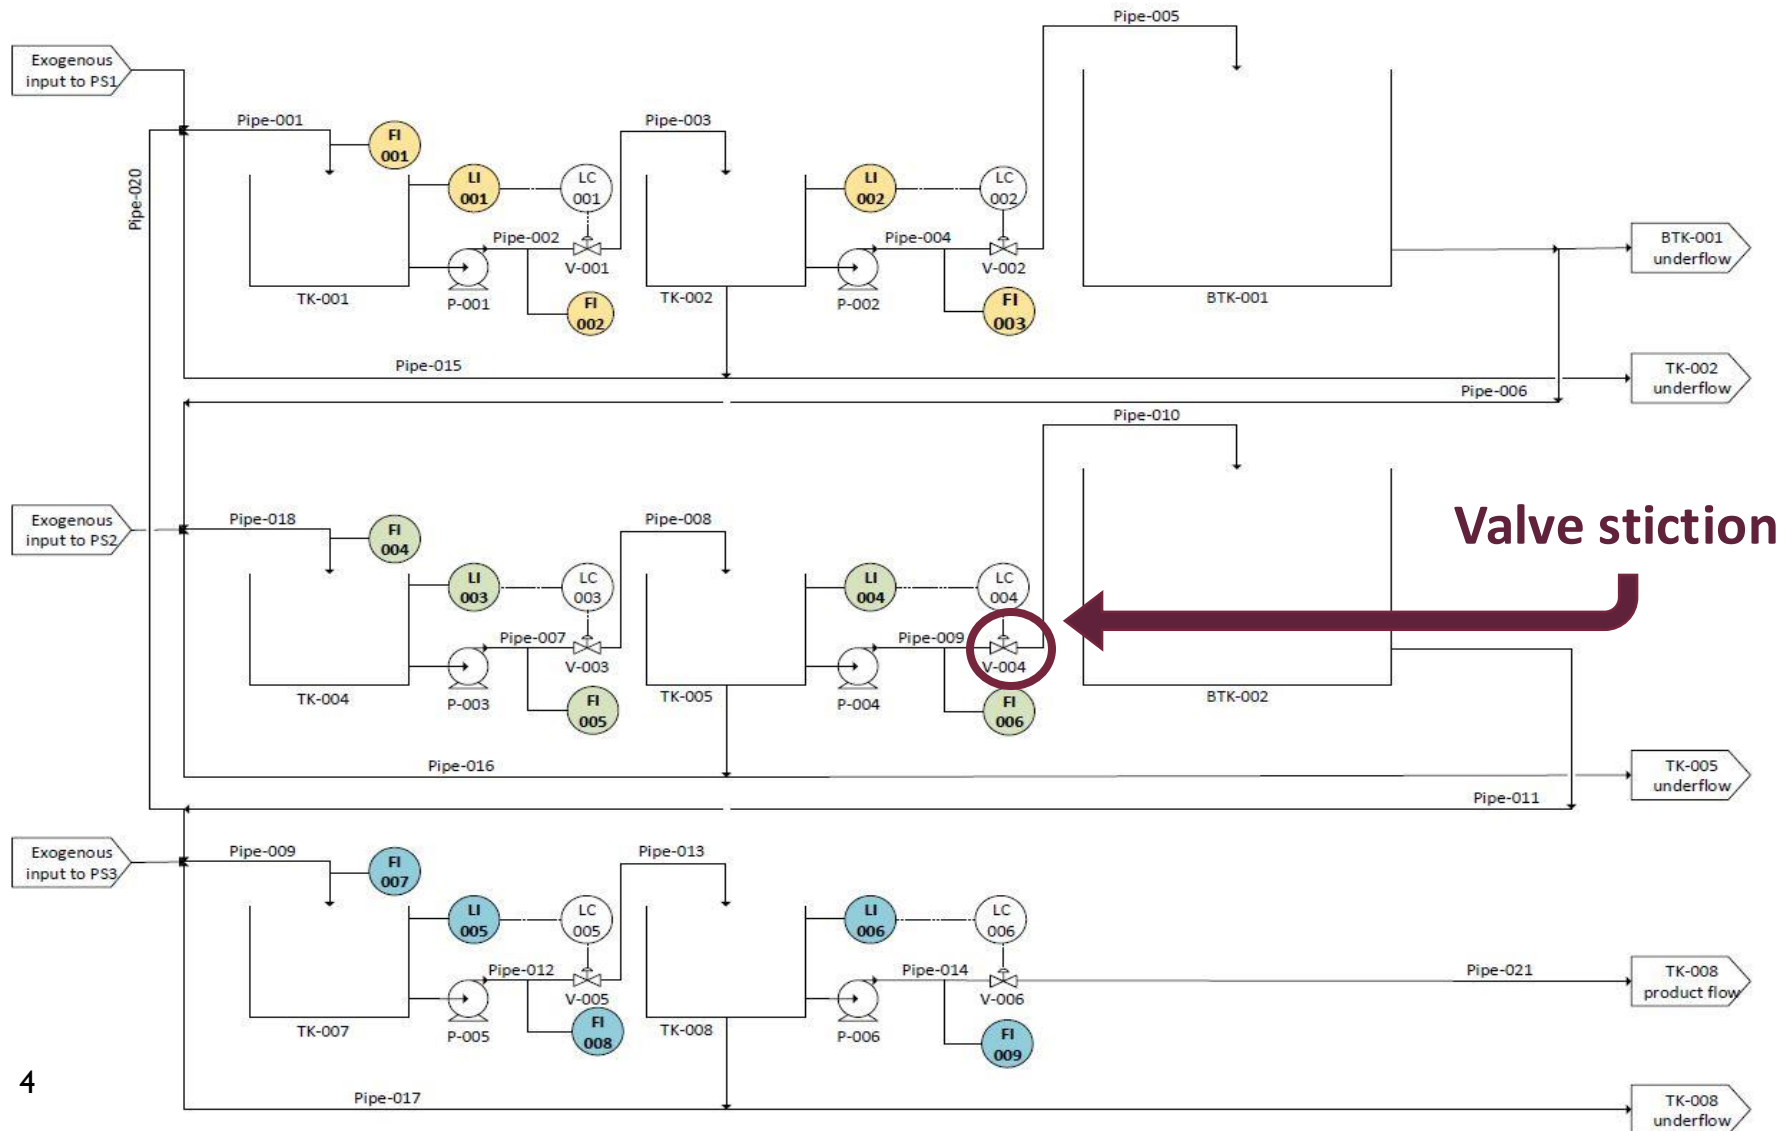 Pipe-005
Exogenous
input to PS1
Pipe-001
FI
001
Pipe-003
LI
001
LC
001
LI
002
LC
002
Pipe-020
Pipe-002
V-001
Pipe-004
V-002
BTK-001
underflow
TK-001
P-001
FI
002
TK-002
P-002
FI
003
BTK-001
Pipe-015
TK-002
underflow
Pipe-006
Pipe-010
Exogenous
input to PS2
Pipe-018
FI
004
Pipe-008
Valve stiction
LI
003
LC
003
LI
004
LC
004
Pipe-007
V-003
Pipe-009
V-004
TK-004
P-003
FI
005
TK-005
P-004
FI
006
BTK-002
Pipe-016
TK-005
underflow
Pipe-011
Exogenous
input to PS3
Pipe-009
FI
007
Pipe-013
LI
005
LC
005
LI
006
LC
006
Pipe-012
V-005
Pipe-014
V-006
Pipe-021
TK-008
product flow
TK-007
P-005
FI
008
TK-008
P-006
FI
009
4
Pipe-017
TK-008
underflow